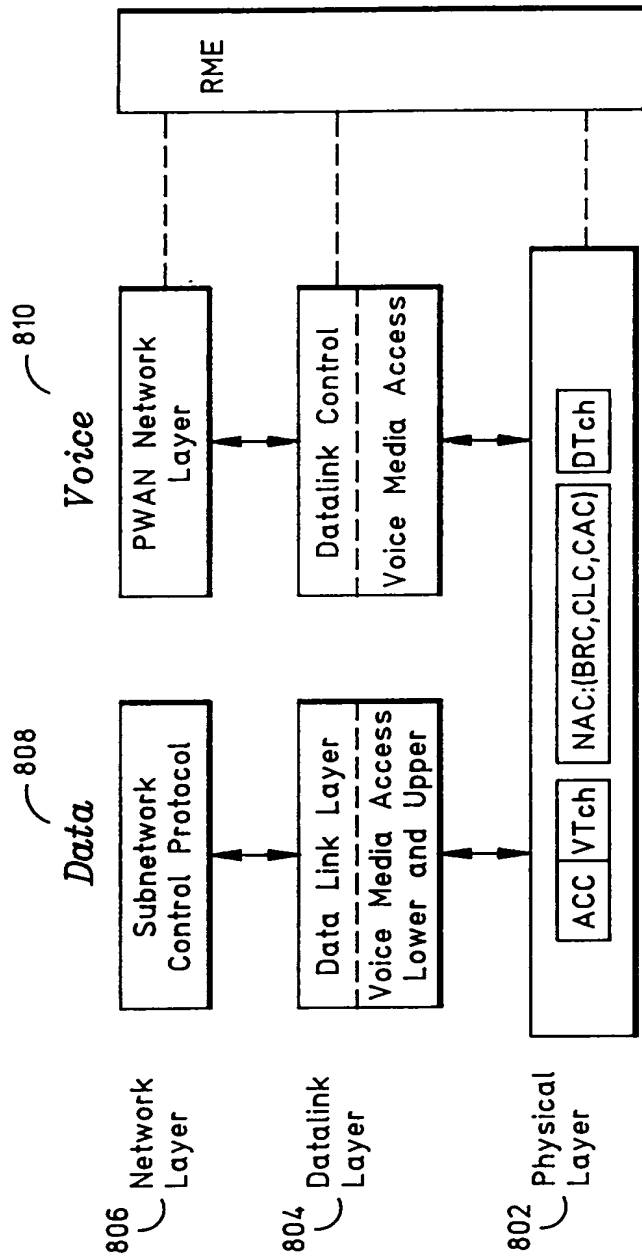 Data
808
Voice
810
806
Network
Layer
Subnetwork
Control Protocol
PWAN Network
Layer
RME
804
Datalink
Layer
Data Link Layer
Voice Media Access
Lower and Upper
Datalink Control
Voice Media Access
802
Physical
Layer
ACC
VTch
NAC:(BRC,CLC,CAC)
DTch